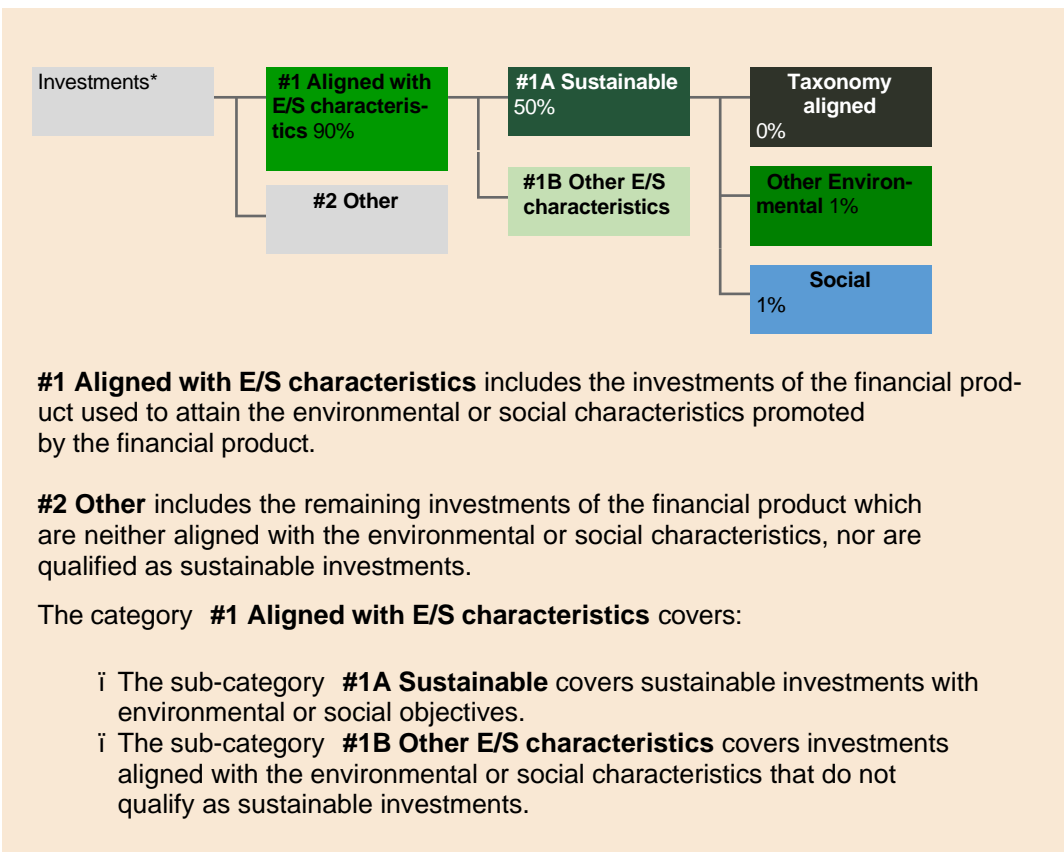 Investments*
#1 Aligned with
E/S characteris-
tics 90%
#2 Other
#1A Sustainable
50%
#1B Other E/S
characteristics
Taxonomy
aligned
0%
Other Environ-
mental 1%
Social
1%
#1 Aligned with E/S characteristics includes the investments of the financial prod-
uct used to attain the environmental or social characteristics promoted
by the financial product.
#2 Other includes the remaining investments of the financial product which
are neither aligned with the environmental or social characteristics, nor are
qualified as sustainable investments.
The category #1 Aligned with E/S characteristics covers:
ï The sub-category #1A Sustainable covers sustainable investments with
environmental or social objectives.
ï The sub-category #1B Other E/S characteristics covers investments
aligned with the environmental or social characteristics that do not
qualify as sustainable investments.